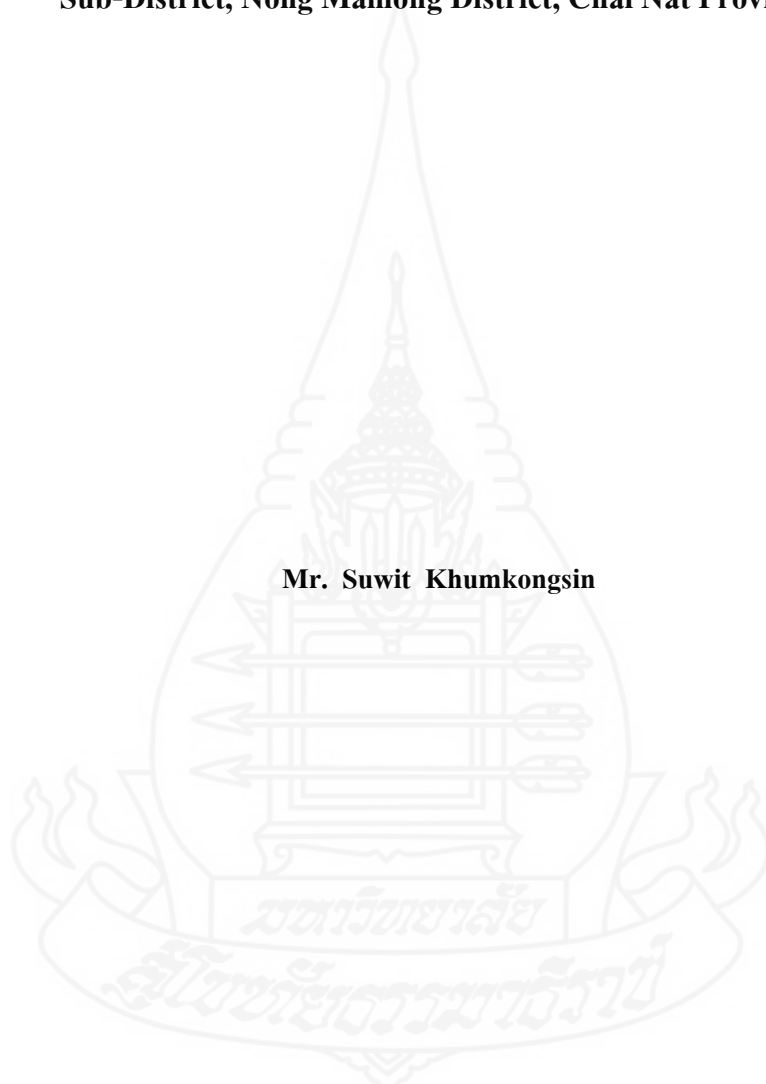 Sub-District, Nong Mamong District, Chai Nat Provi
Mr. Suwit Khumkongsin
มหาวิทยาลัย
สุโขทัยธรรมาธิราช